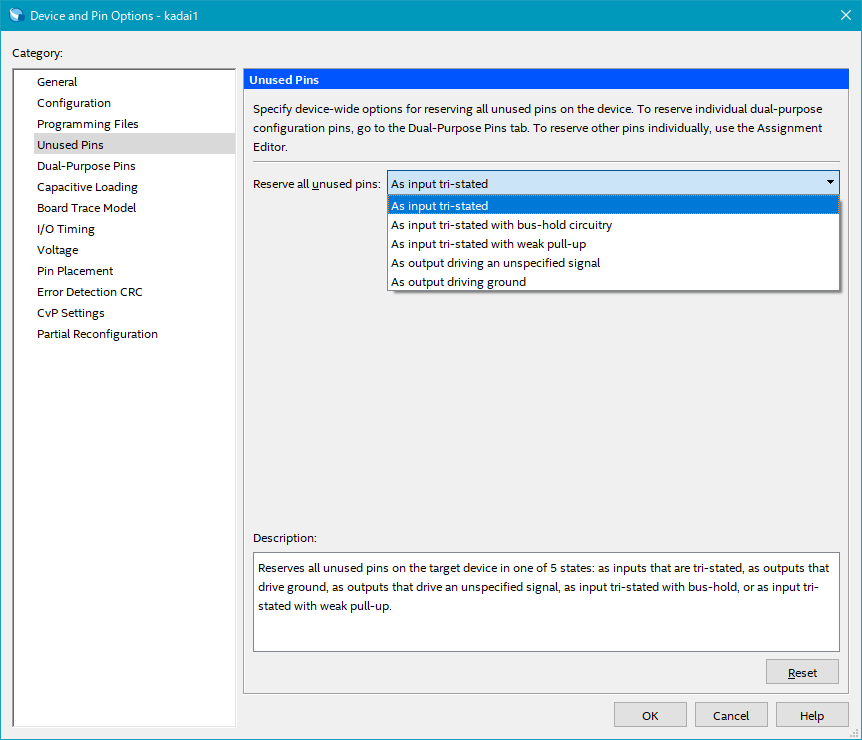 Device and Pin Options - kadai1
Category:
General
Configuration
Programming Files
Unused Pins
Dual-Purpose Pins
Capacitive Loading
Board Trace Model
I/O Timing
Voltage
Pin Placement
Error Detection CRC
CvP Settings
Partial Reconfiguration
Unused Pins
Specify device-wide options for reserving all unused pins on the device. To reserve individual dual-purpose
configuration pins, go to the Dual-Purpose Pins tab. To reserve other pins individually, use the Assignment
Editor.
Reserve all unused pins: As input tri-stated
As input tri-stated
As input tri-stated with bus-hold circuitry
As input tri-stated with weak pull-up
As output driving an unspecified signal
As output driving ground
Description:
Reserves all unused pins on the target device in one of 5 states: as inputs that are tri-stated, as outputs that
drive ground, as outputs that drive an unspecified signal, as input tri-stated with bus-hold, or as input tri-
stated with weak pull-up.
Reset
OK Cancel Help